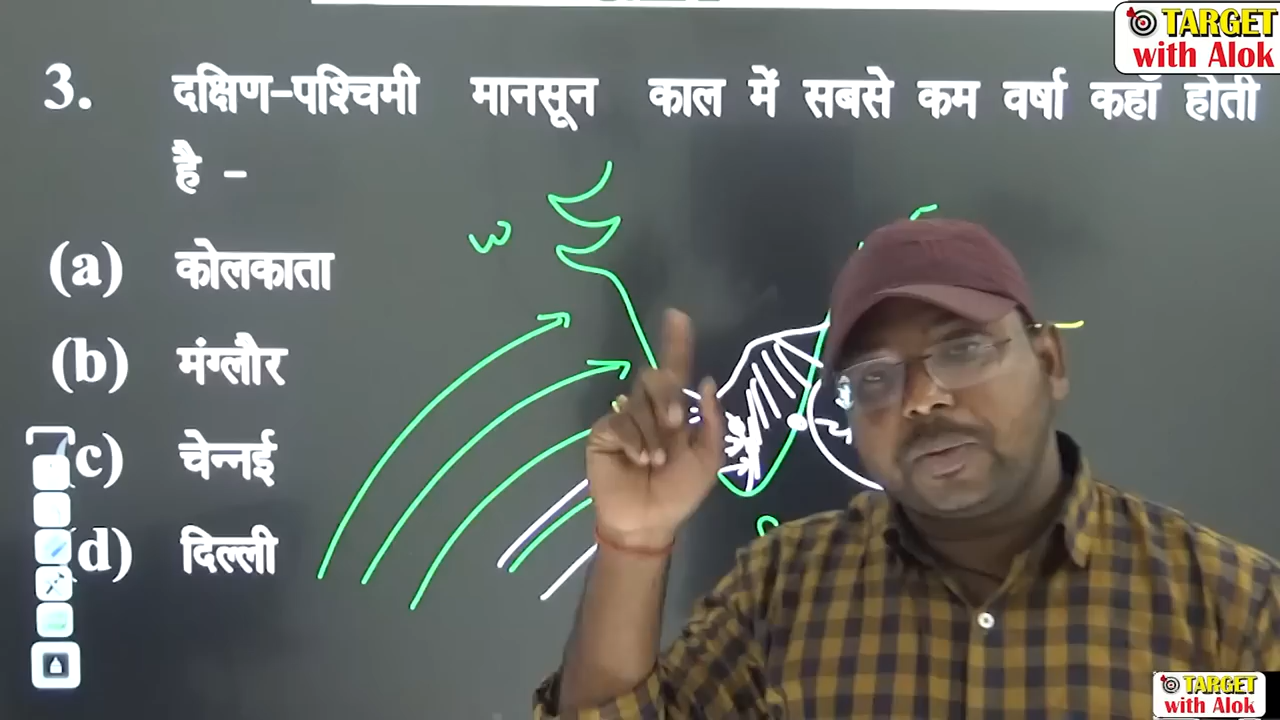 TARGET
with Alok
3. दक्षिण-पश्चिमी मानसून काल में सबसे कम वर्षा कहाँ होती
है -
(a) कोलकाता
W
(b) मंग्लौर
(c) चेन्नई
(d) दिल्ली
TARGET
with Alok